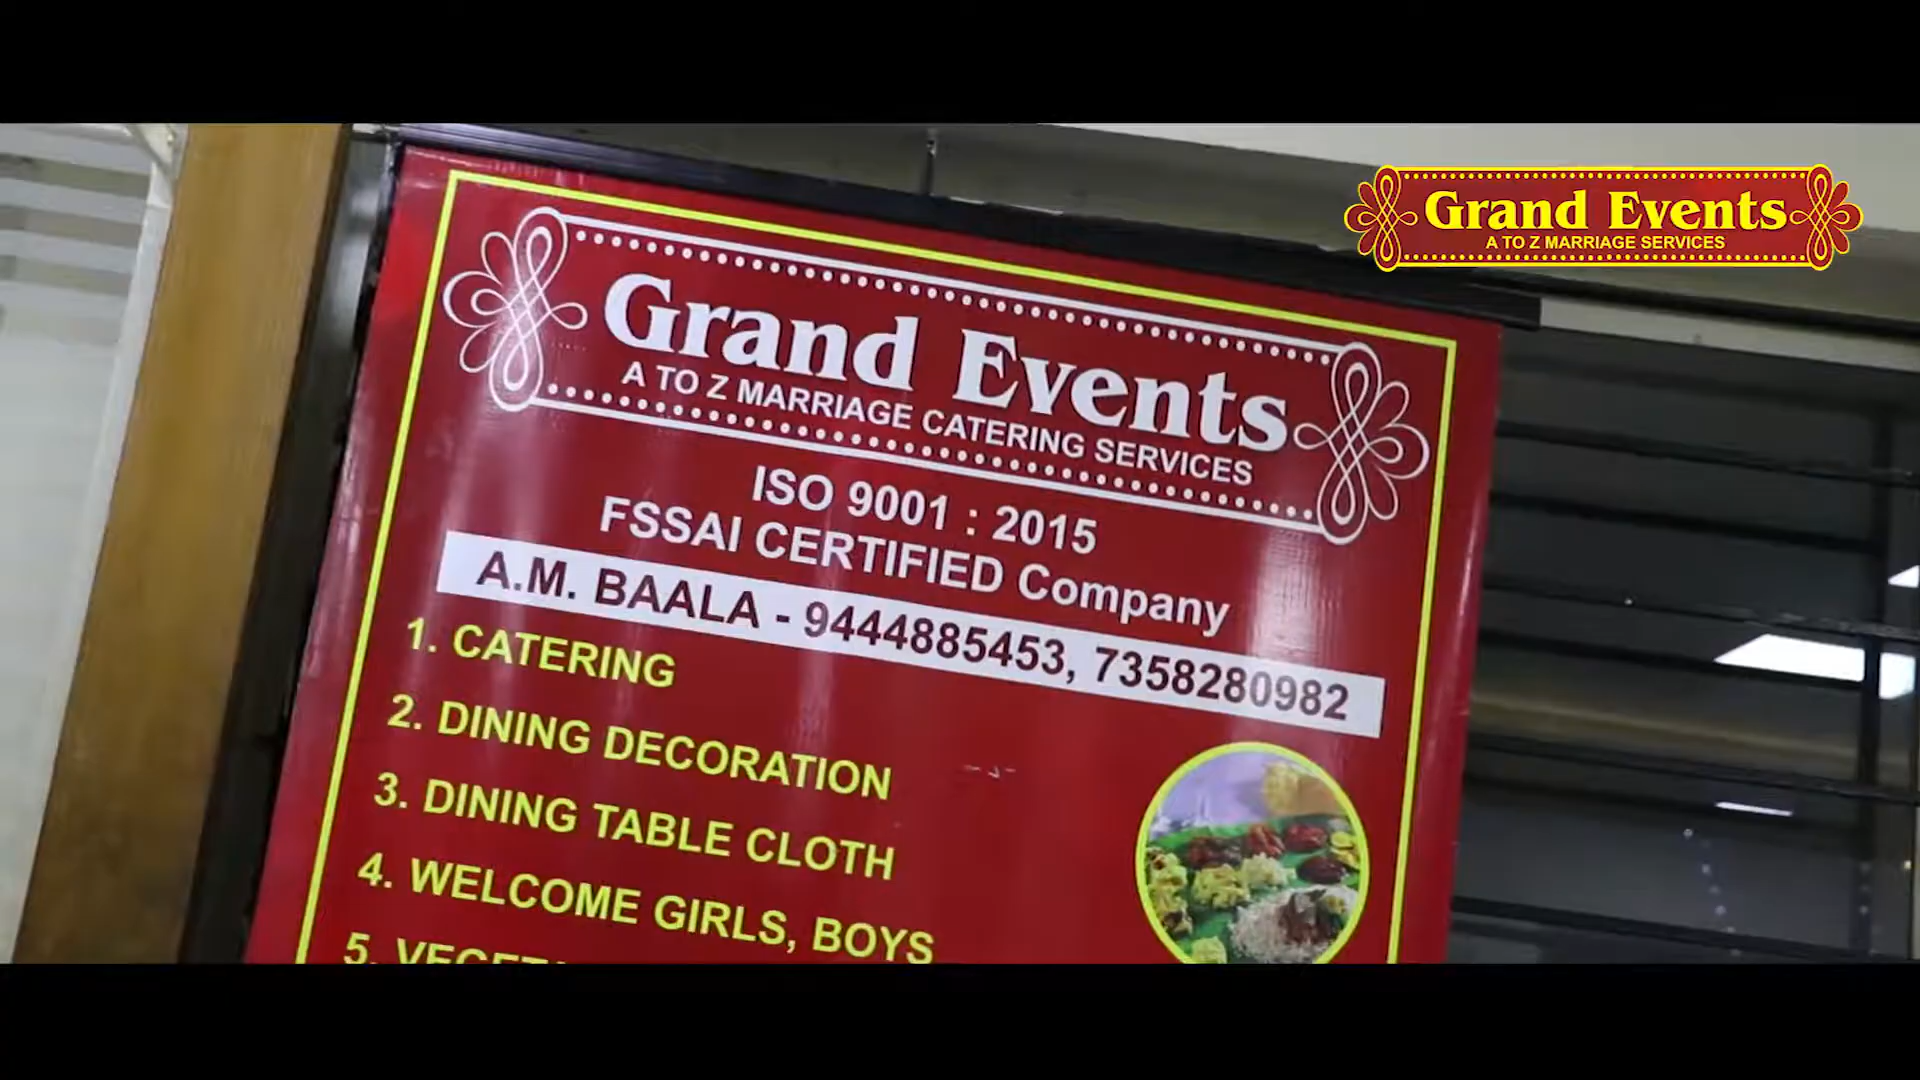 Grand Events
A TO Z MARRIAGE SERVICES
Grand Events
A TO Z MARRIAGE CATERING SERVICES
ISO 9001 : 2015
FSSAI CERTIFIED Company
A.M. BAALA - 9444885453, 7358280982
1. CATERING
2. DINING DECORATION
3. DINING TABLE CLOTH
4. WELCOME GIRLS, BOYS
5.